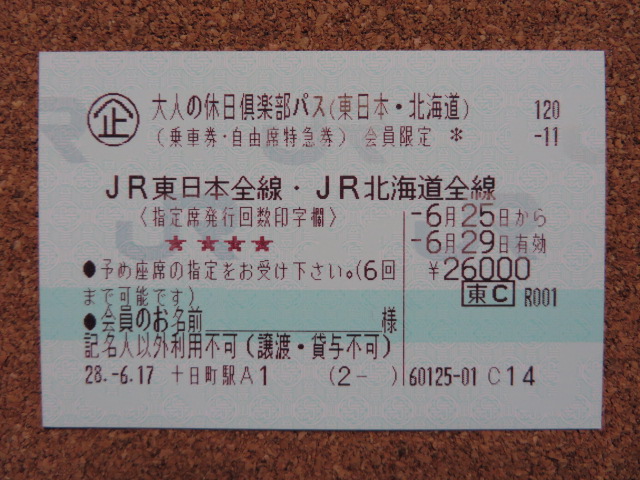 企 大人の休日倶楽部パス(東日本・北海道) 120
(乗車券・自由席特急券) 会員限定 * -11
JR東日本全線・JR北海道全線
〈指定席発行回数印字欄〉 -6月25日から
★★★★ -6月29日有効
●予め座席の指定をお受け下さい。(6回 ¥26000
まで可能です) 東C R001
●会員のお名前 様
記名人以外利用不可(譲渡・貸与不可)
28.-6.17 十日町駅A1 (2- ) 60125-01 C14